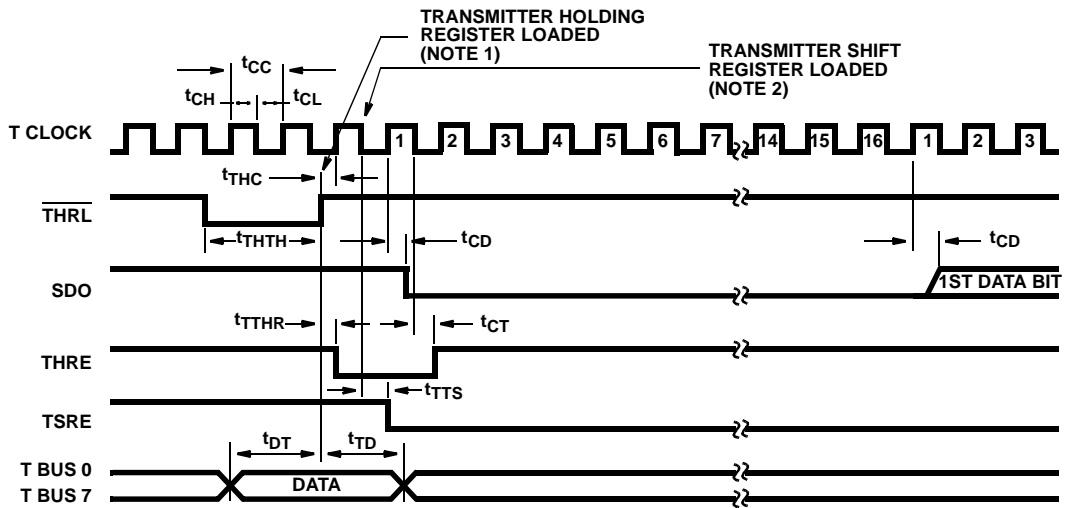 TRANSMITTER HOLDING
REGISTER LOADED
(NOTE 1)
TRANSMITTER SHIFT
REGISTER LOADED
(NOTE 2)
tCC
tCH
tCL
T CLOCK
1 2 3 4 5 6 7 14 15 16 1 2 3
tTHC
THRL
tTHTH
tCD
tCD
SDO
1ST DATA BIT
tTTHR
tCT
THRE
tTTS
TSRE
tDT
tTD
T BUS 0
DATA
T BUS 7